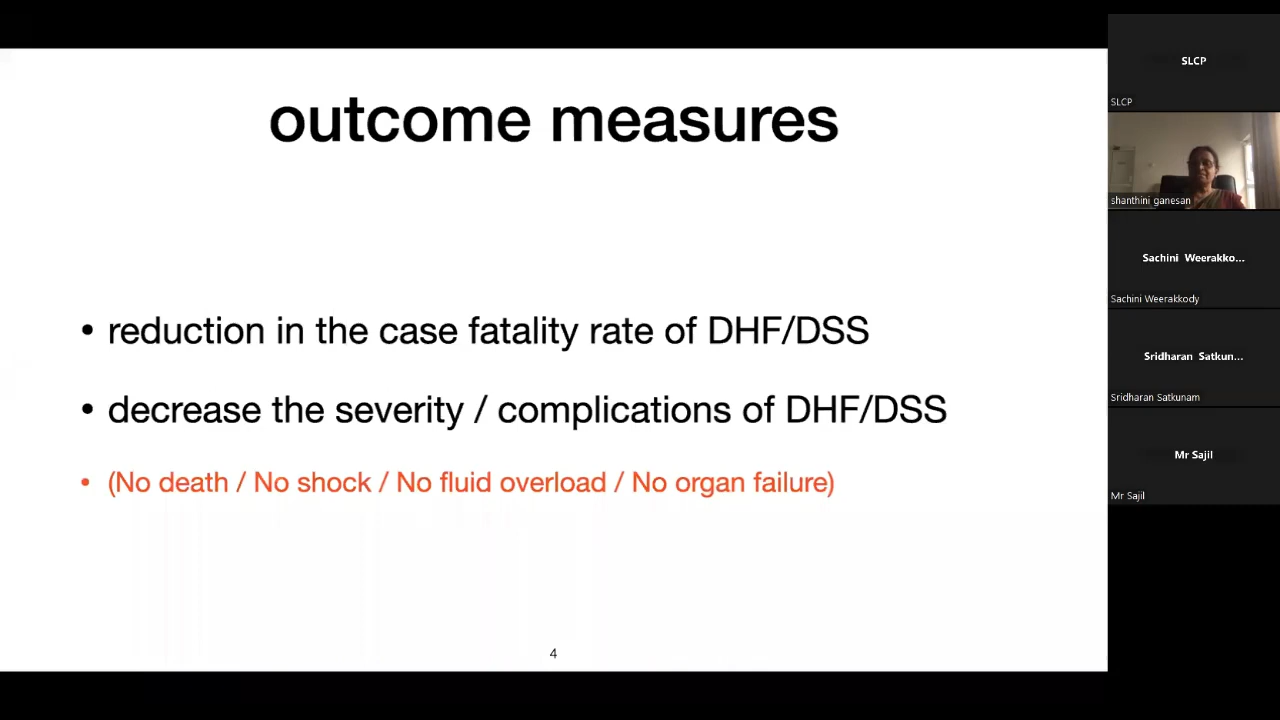 outcome measures
• reduction in the case fatality rate of DHF/DSS
• decrease the severity / complications of DHF/DSS
• (No death / No shock / No fluid overload / No organ failure)
4
SLCP
SLCP
shanthini ganesan
Sachini Weerakko...
Sachini Weerakkody
Sridharan Satkun...
Sridharan Satkunam
Mr Sajil
Mr Sajil